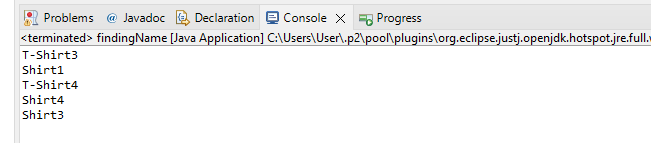 Problems @ Javadoc Declaration Console Progress
<terminated> findingName [Java Application] C:\Users\User\.p2\pool\plugins\org.eclipse.justj.openjdk.hotspot.jre.full.
T-Shirt3
Shirt1
T-Shirt4
Shirt4
Shirt3